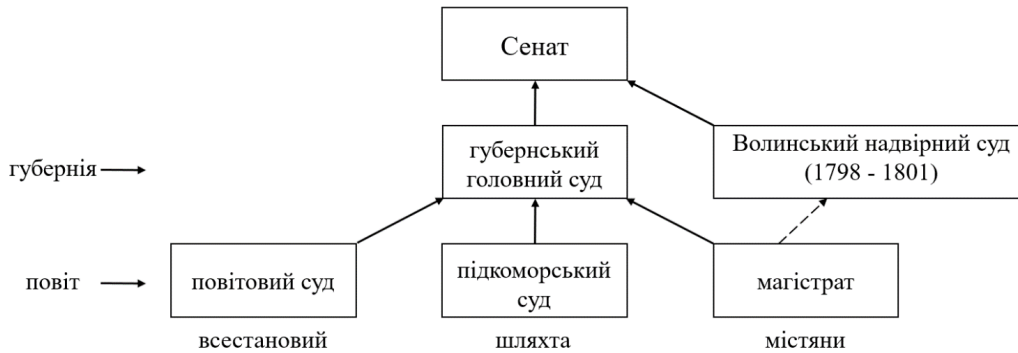 Сенат
губернія
губернський
головний суд
Волинський надвірний суд
(1798 - 1801)
повіт
повітовий суд
підкоморський
суд
магістрат
всестановий
шляхта
містяни